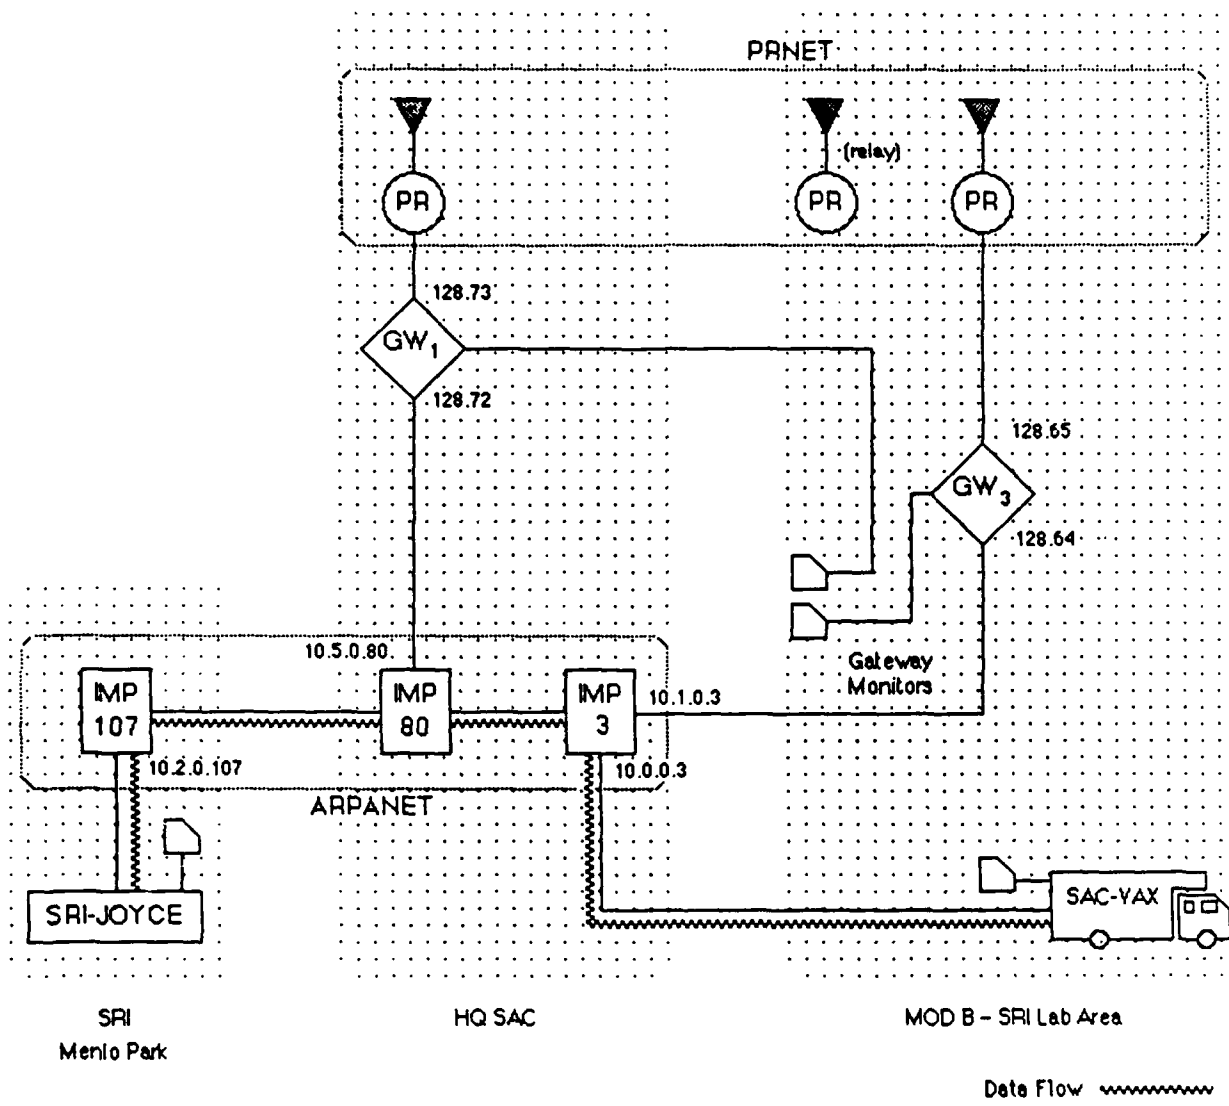 PRNET
(relay)
PR
PR
PR
128.73
GW1
128.72
128.65
GW3
128.64
10.5.0.80
Gateway
Monitors
IMP
107
IMP
80
IMP
3
10.1.0.3
10.2.0.107
10.0.0.3
ARPANET
SRI-JOYCE
SAC-VAX
SRI
Menlo Park
HQ SAC
MOD B - SRI Lab Area
Data Flow